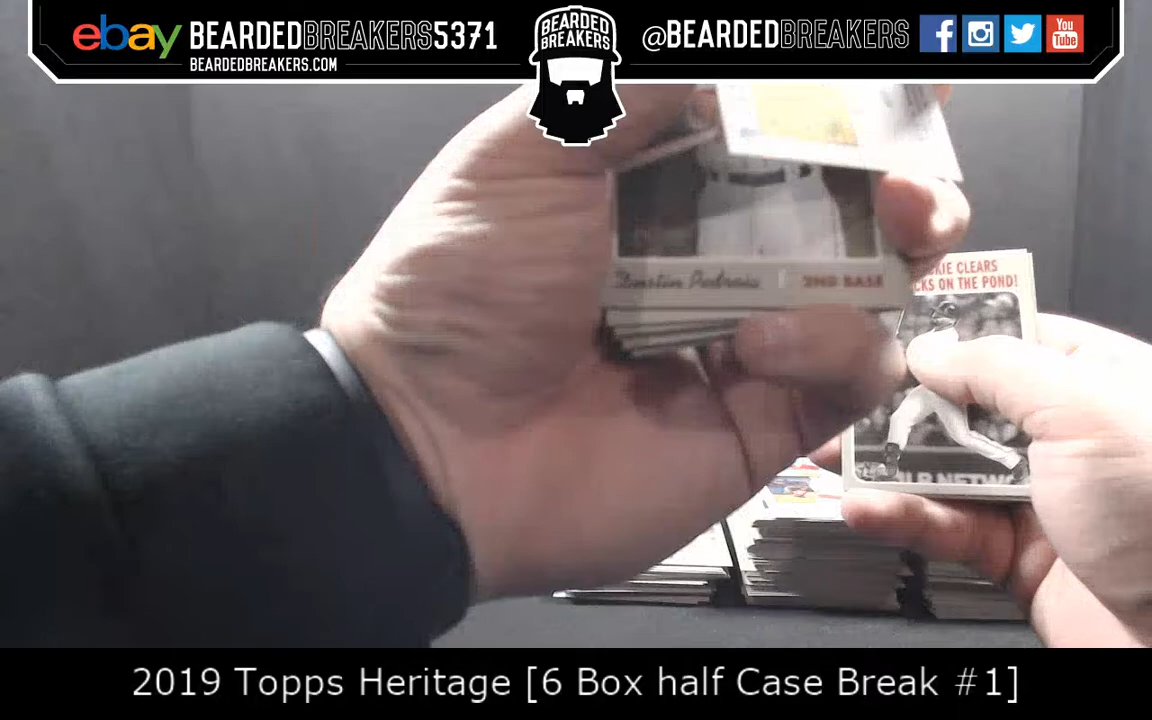 ebay BEARDEDBREAKERS5371
BEARDEDBREAKERS.COM
BEARDED
BREAKERS
@BEARDEDBREAKERS
You
Tube
Dustin Pedroia 2ND BASE
CLEARS
ON THE POND!
2019 Topps Heritage [6 Box half Case Break #1]